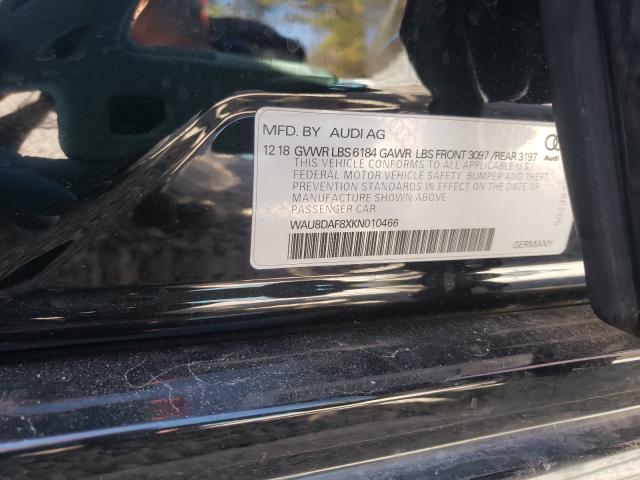 MFD. BY AUDI AG
12 18 GVWR LBS 6184 GAWR LBS FRONT 3097 /REAR 3197
THIS VEHICLE CONFORMS TO ALL APPLICABLE U.S.
FEDERAL MOTOR VEHICLE SAFETY, BUMPER AND THEFT
PREVENTION STANDARDS IN EFFECT ON THE DATE OF
MANUFACTURE SHOWN ABOVE
PASSENGER CAR
WAU8DAF8XKN010466
GERMANY
Audi